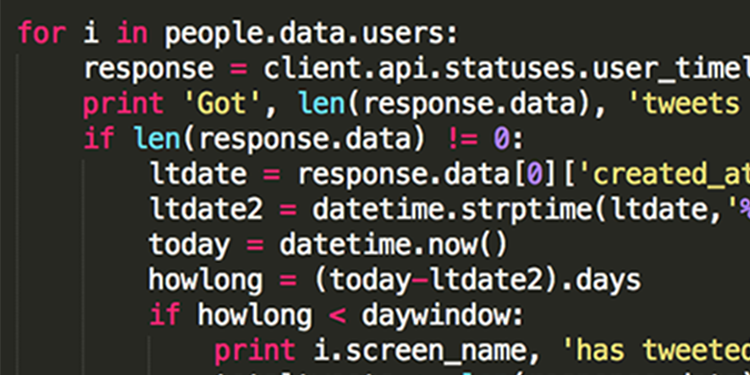 for i in people.data.users:
    response = client.api.statuses.user_timel
    print 'Got', len(response.data), 'tweets
    if len(response.data) != 0:
        ltdate = response.data[0]['created_at
        ltdate2 = datetime.strptime(ltdate,'%
        today = datetime.now()
        howlong = (today-ltdate2).days
        if howlong < daywindow:
            print i.screen_name, 'has tweeted